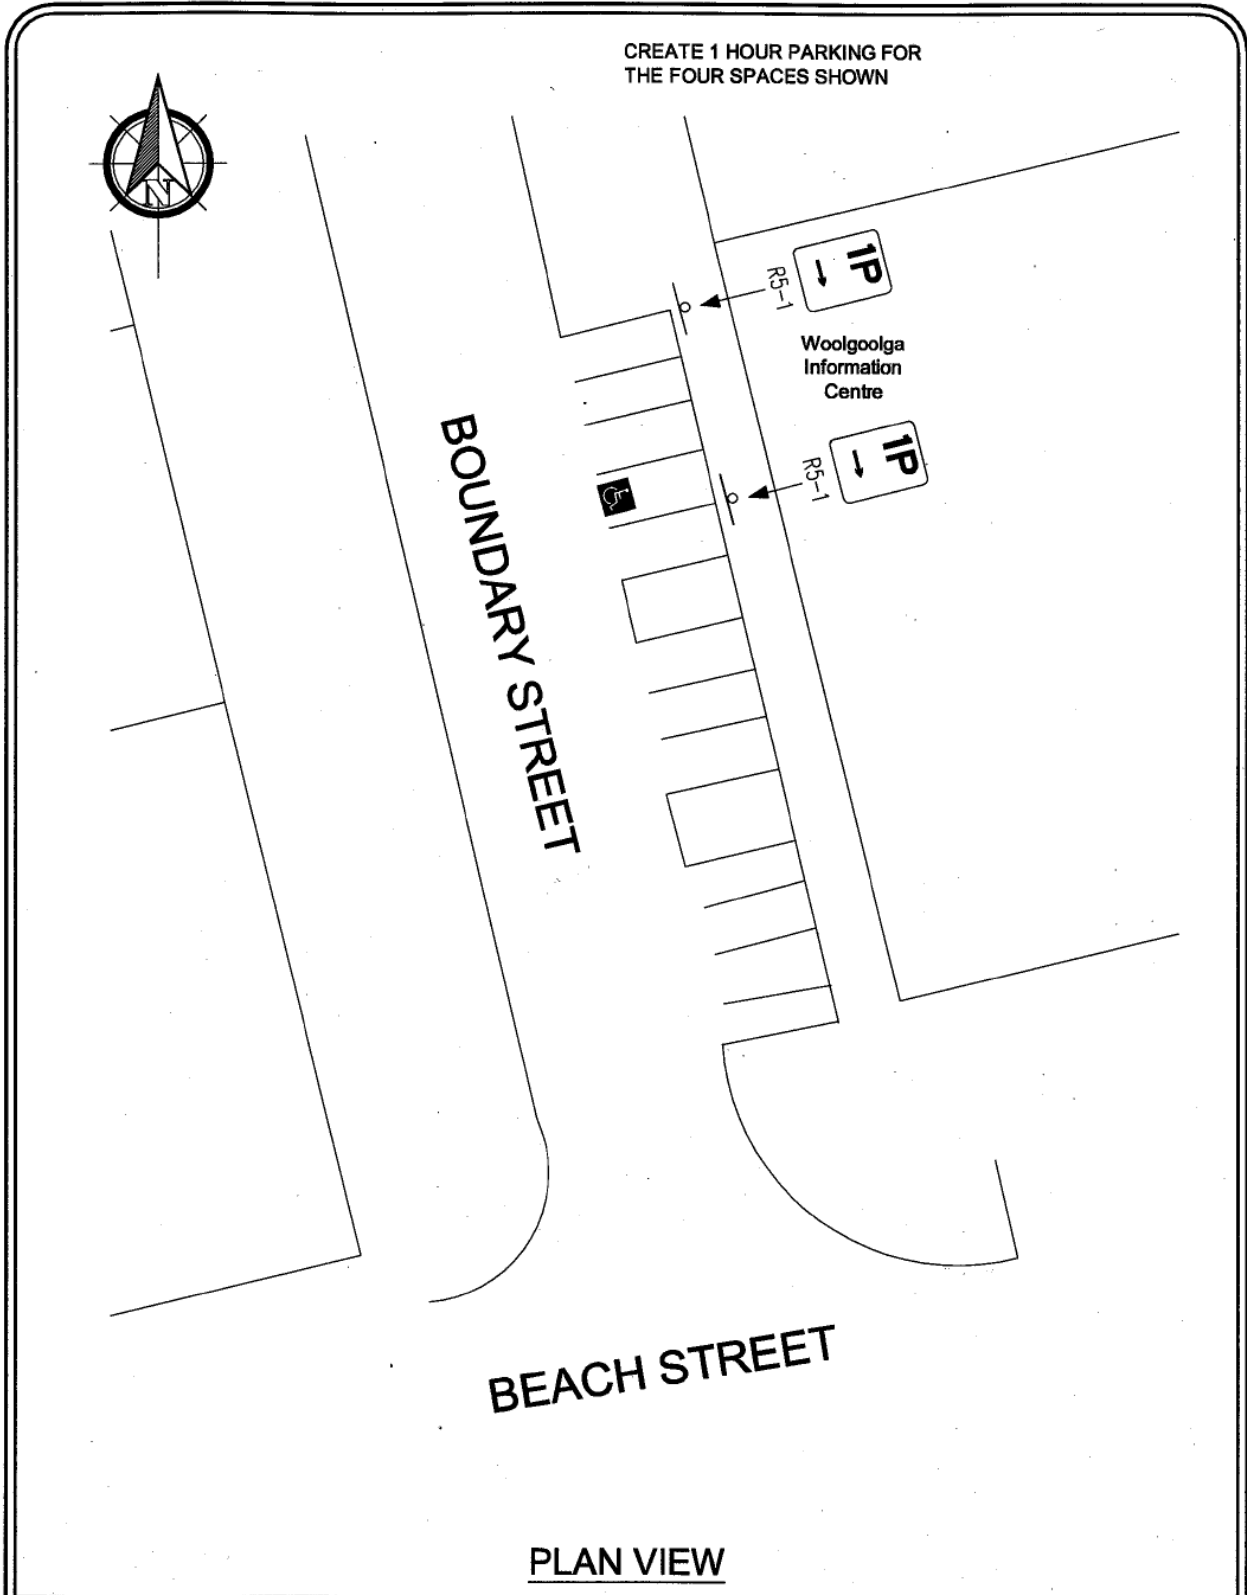 CREATE 1 HOUR PARKING FOR
THE FOUR SPACES SHOWN
N
1P
R5-1
Woolgoolga
Information
Centre
1P
R5-1
BOUNDARY STREET
BEACH STREET
PLAN VIEW